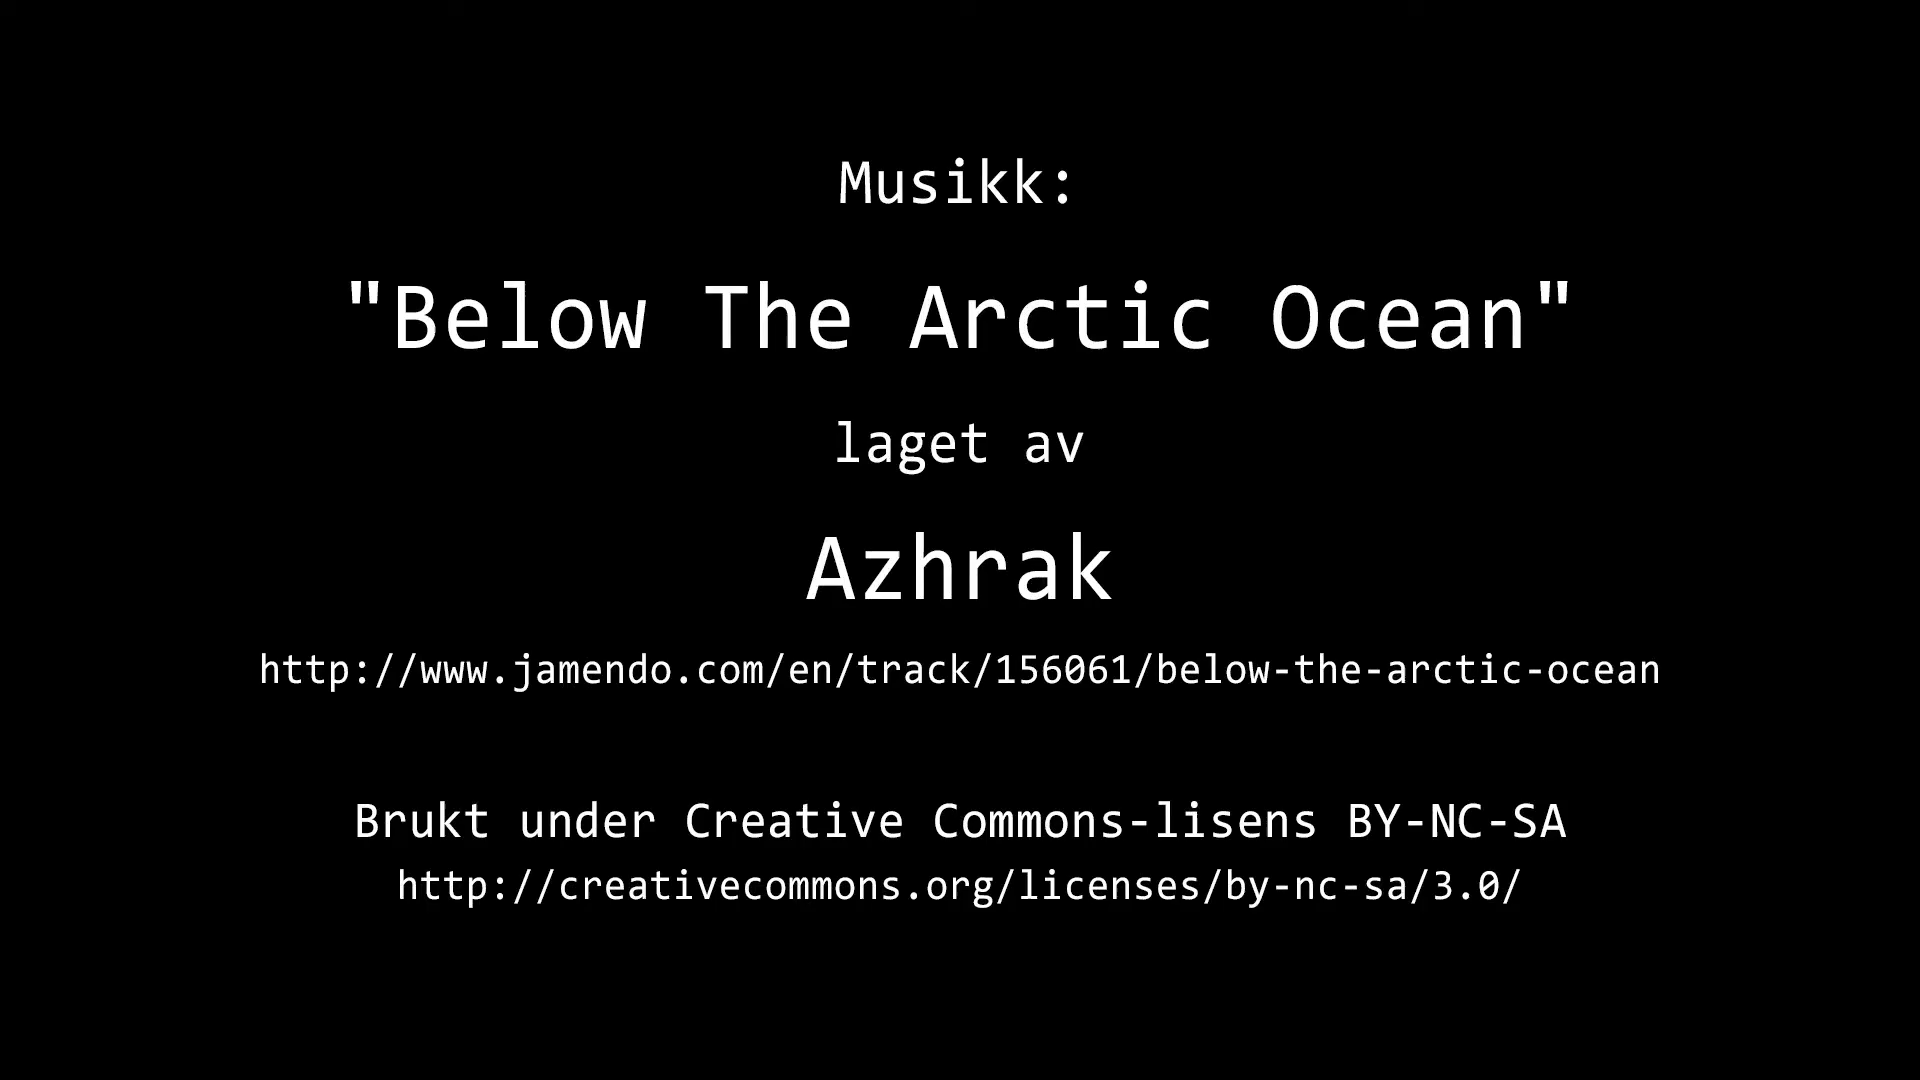 Musikk:
"Below The Arctic Ocean"
laget av
Azhrak
http://www.jamendo.com/en/track/156061/below-the-arctic-ocean
Brukt under Creative Commons-lisens BY-NC-SA
http://creativecommons.org/licenses/by-nc-sa/3.0/